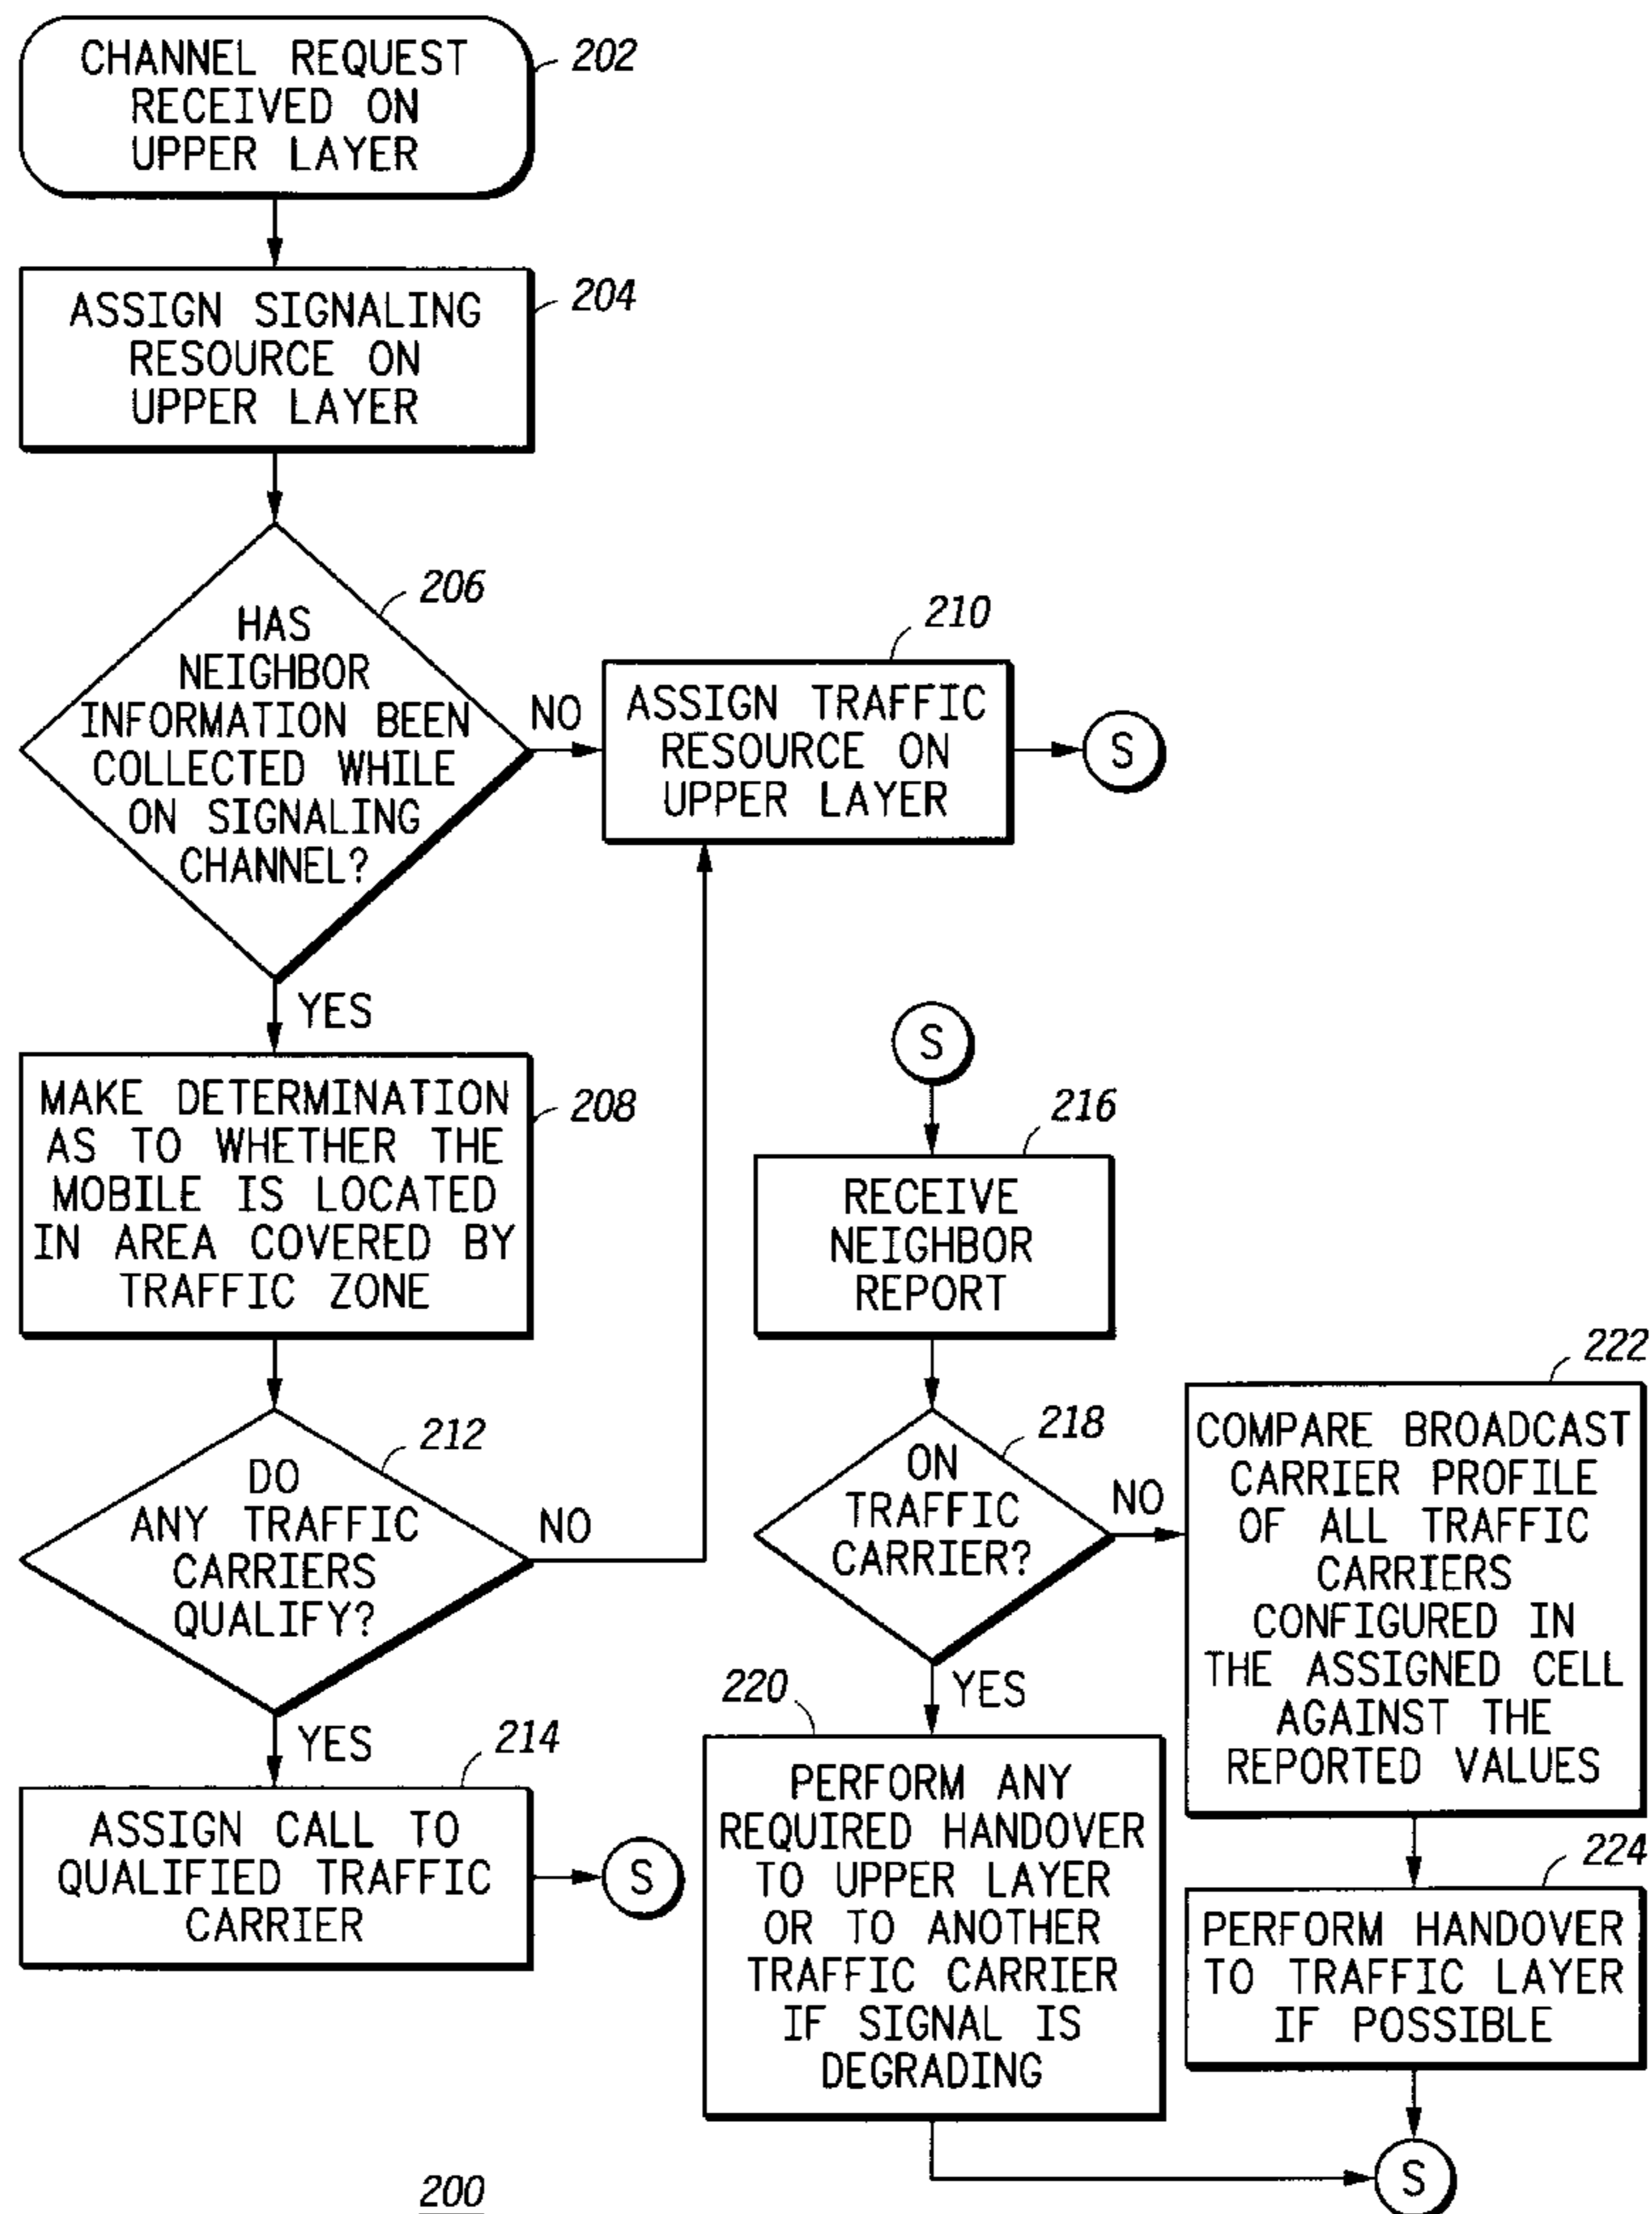 CHANNEL REQUEST
RECEIVED ON
UPPER LAYER
202
ASSIGN SIGNALING
RESOURCE ON
UPPER LAYER
204
HAS
NEIGHBOR
INFORMATION BEEN
COLLECTED WHILE
ON SIGNALING
CHANNEL?
206
NO
YES
ASSIGN TRAFFIC
RESOURCE ON
UPPER LAYER
210
S
MAKE DETERMINATION
AS TO WHETHER THE
MOBILE IS LOCATED
IN AREA COVERED BY
TRAFFIC ZONE
208
DO
ANY TRAFFIC
CARRIERS
QUALIFY?
212
NO
YES
ASSIGN CALL TO
QUALIFIED TRAFFIC
CARRIER
214
S
S
RECEIVE
NEIGHBOR
REPORT
216
ON
TRAFFIC
CARRIER?
218
NO
YES
PERFORM ANY
REQUIRED HANDOVER
TO UPPER LAYER
OR TO ANOTHER
TRAFFIC CARRIER
IF SIGNAL IS
DEGRADING
220
COMPARE BROADCAST
CARRIER PROFILE
OF ALL TRAFFIC
CARRIERS
CONFIGURED IN
THE ASSIGNED CELL
AGAINST THE
REPORTED VALUES
222
PERFORM HANDOVER
TO TRAFFIC LAYER
IF POSSIBLE
224
S
200